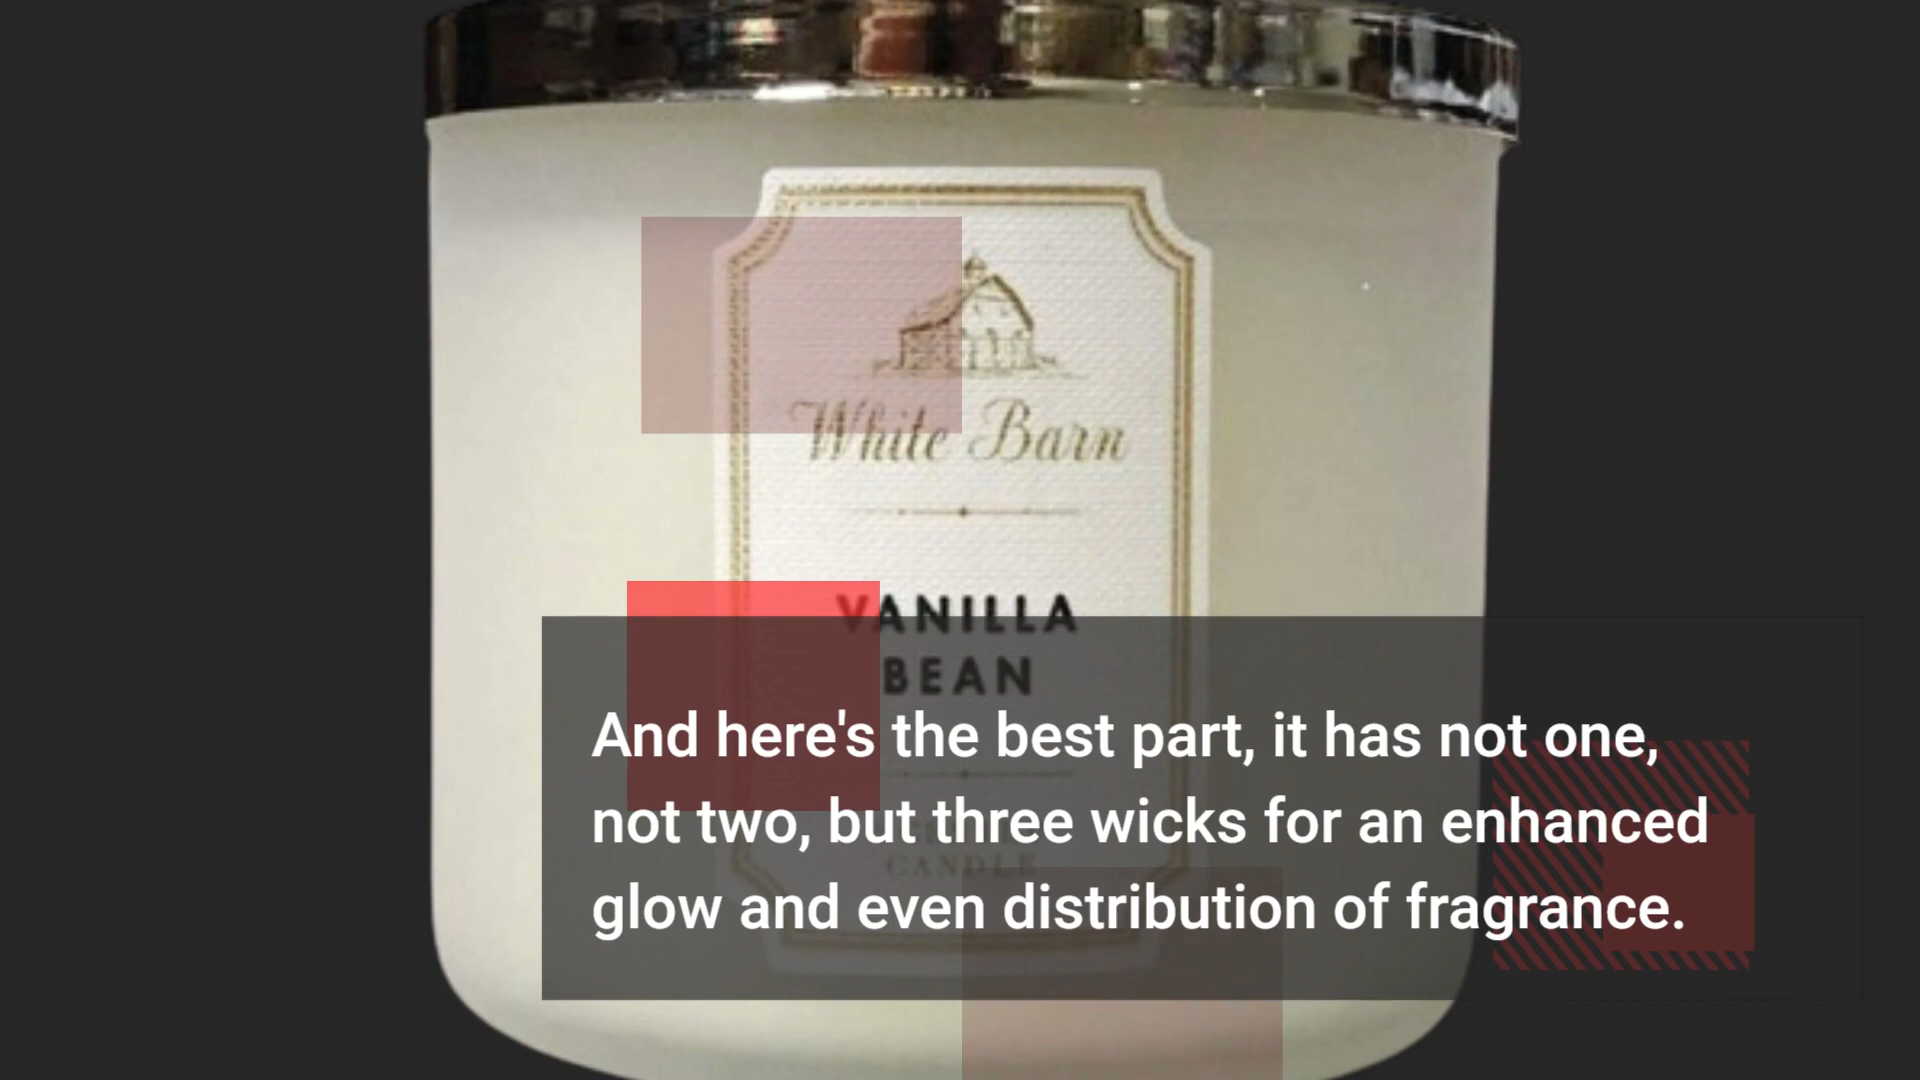 White Barn
VANILLA
BEAN
And here's the best part, it has not one,
not two, but three wicks for an enhanced
glow and even distribution of fragrance.
CANDLE